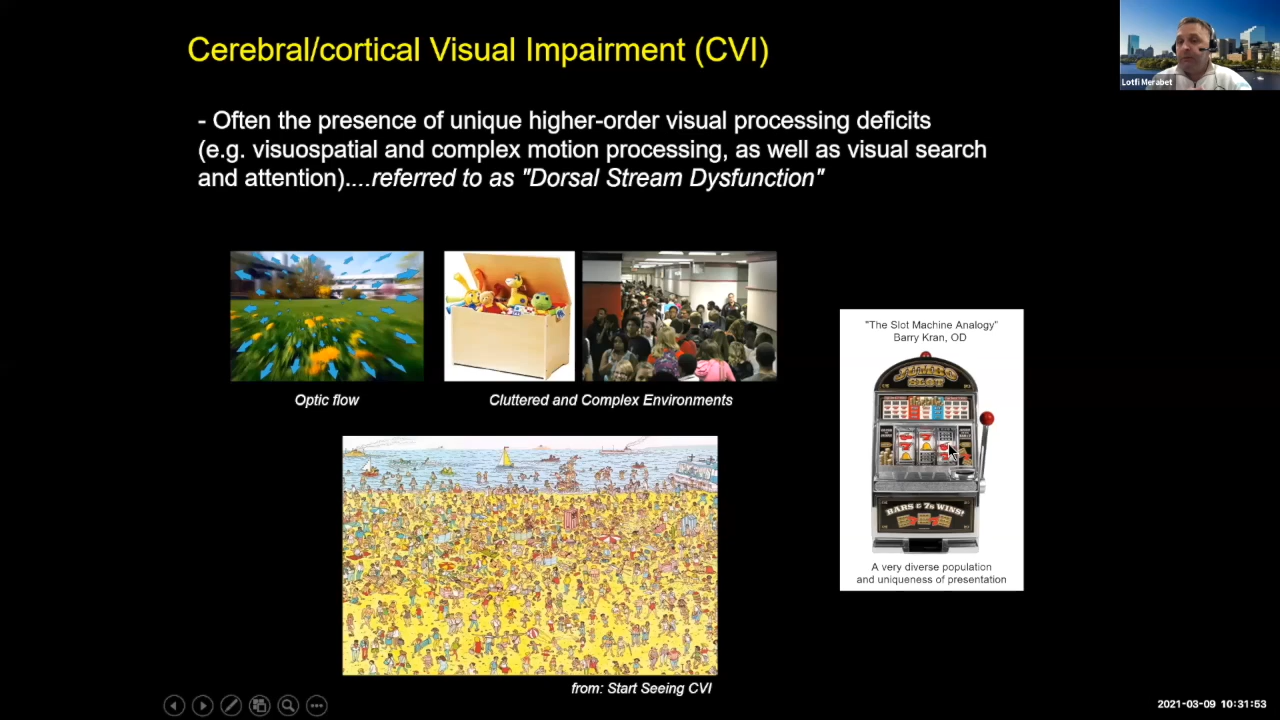 Cerebral/cortical Visual Impairment (CVI)
Lotfi Merabet
- Often the presence of unique higher-order visual processing deficits
(e.g. visuospatial and complex motion processing, as well as visual search
and attention)....referred to as "Dorsal Stream Dysfunction"
"The Slot Machine Analogy"
Barry Kran, OD
JUMBO
SLOT
BARS & 7s WINS!
A very diverse population
and uniqueness of presentation
Optic flow
Cluttered and Complex Environments
from: Start Seeing CVI
2021-03-09 10:31:53